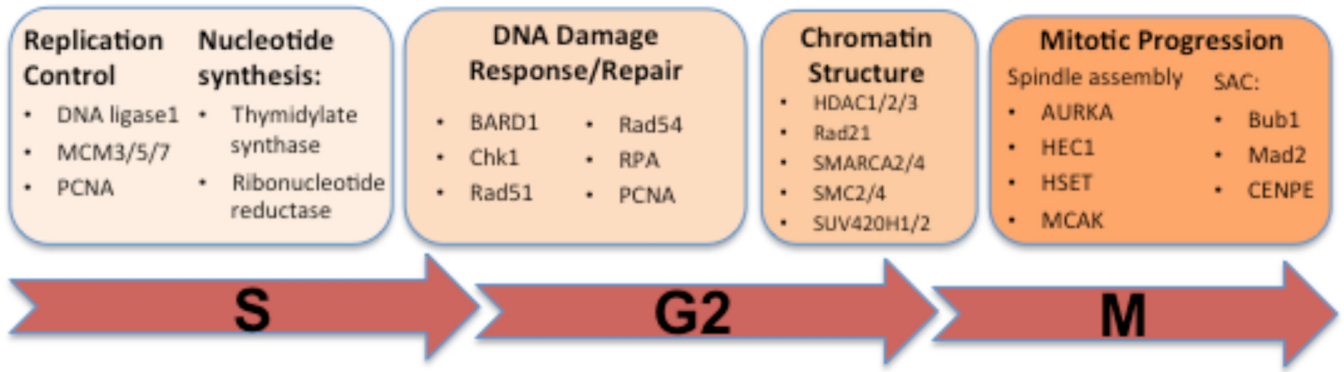 Replication
Control
• DNA ligase1
• MCM3/5/7
• PCNA
Nucleotide
synthesis:
• Thymidylate
synthase
• Ribonucleotide
reductase
DNA Damage
Response/Repair
• BARD1
• Chk1
• Rad51
• Rad54
• RPA
• PCNA
Chromatin
Structure
• HDAC1/2/3
• Rad21
• SMARCA2/4
• SMC2/4
• SUV420H1/2
Mitotic Progression
Spindle assembly
• AURKA
• HEC1
• HSET
• MCAK
SAC:
• Bub1
• Mad2
• CENPE
S
G2
M